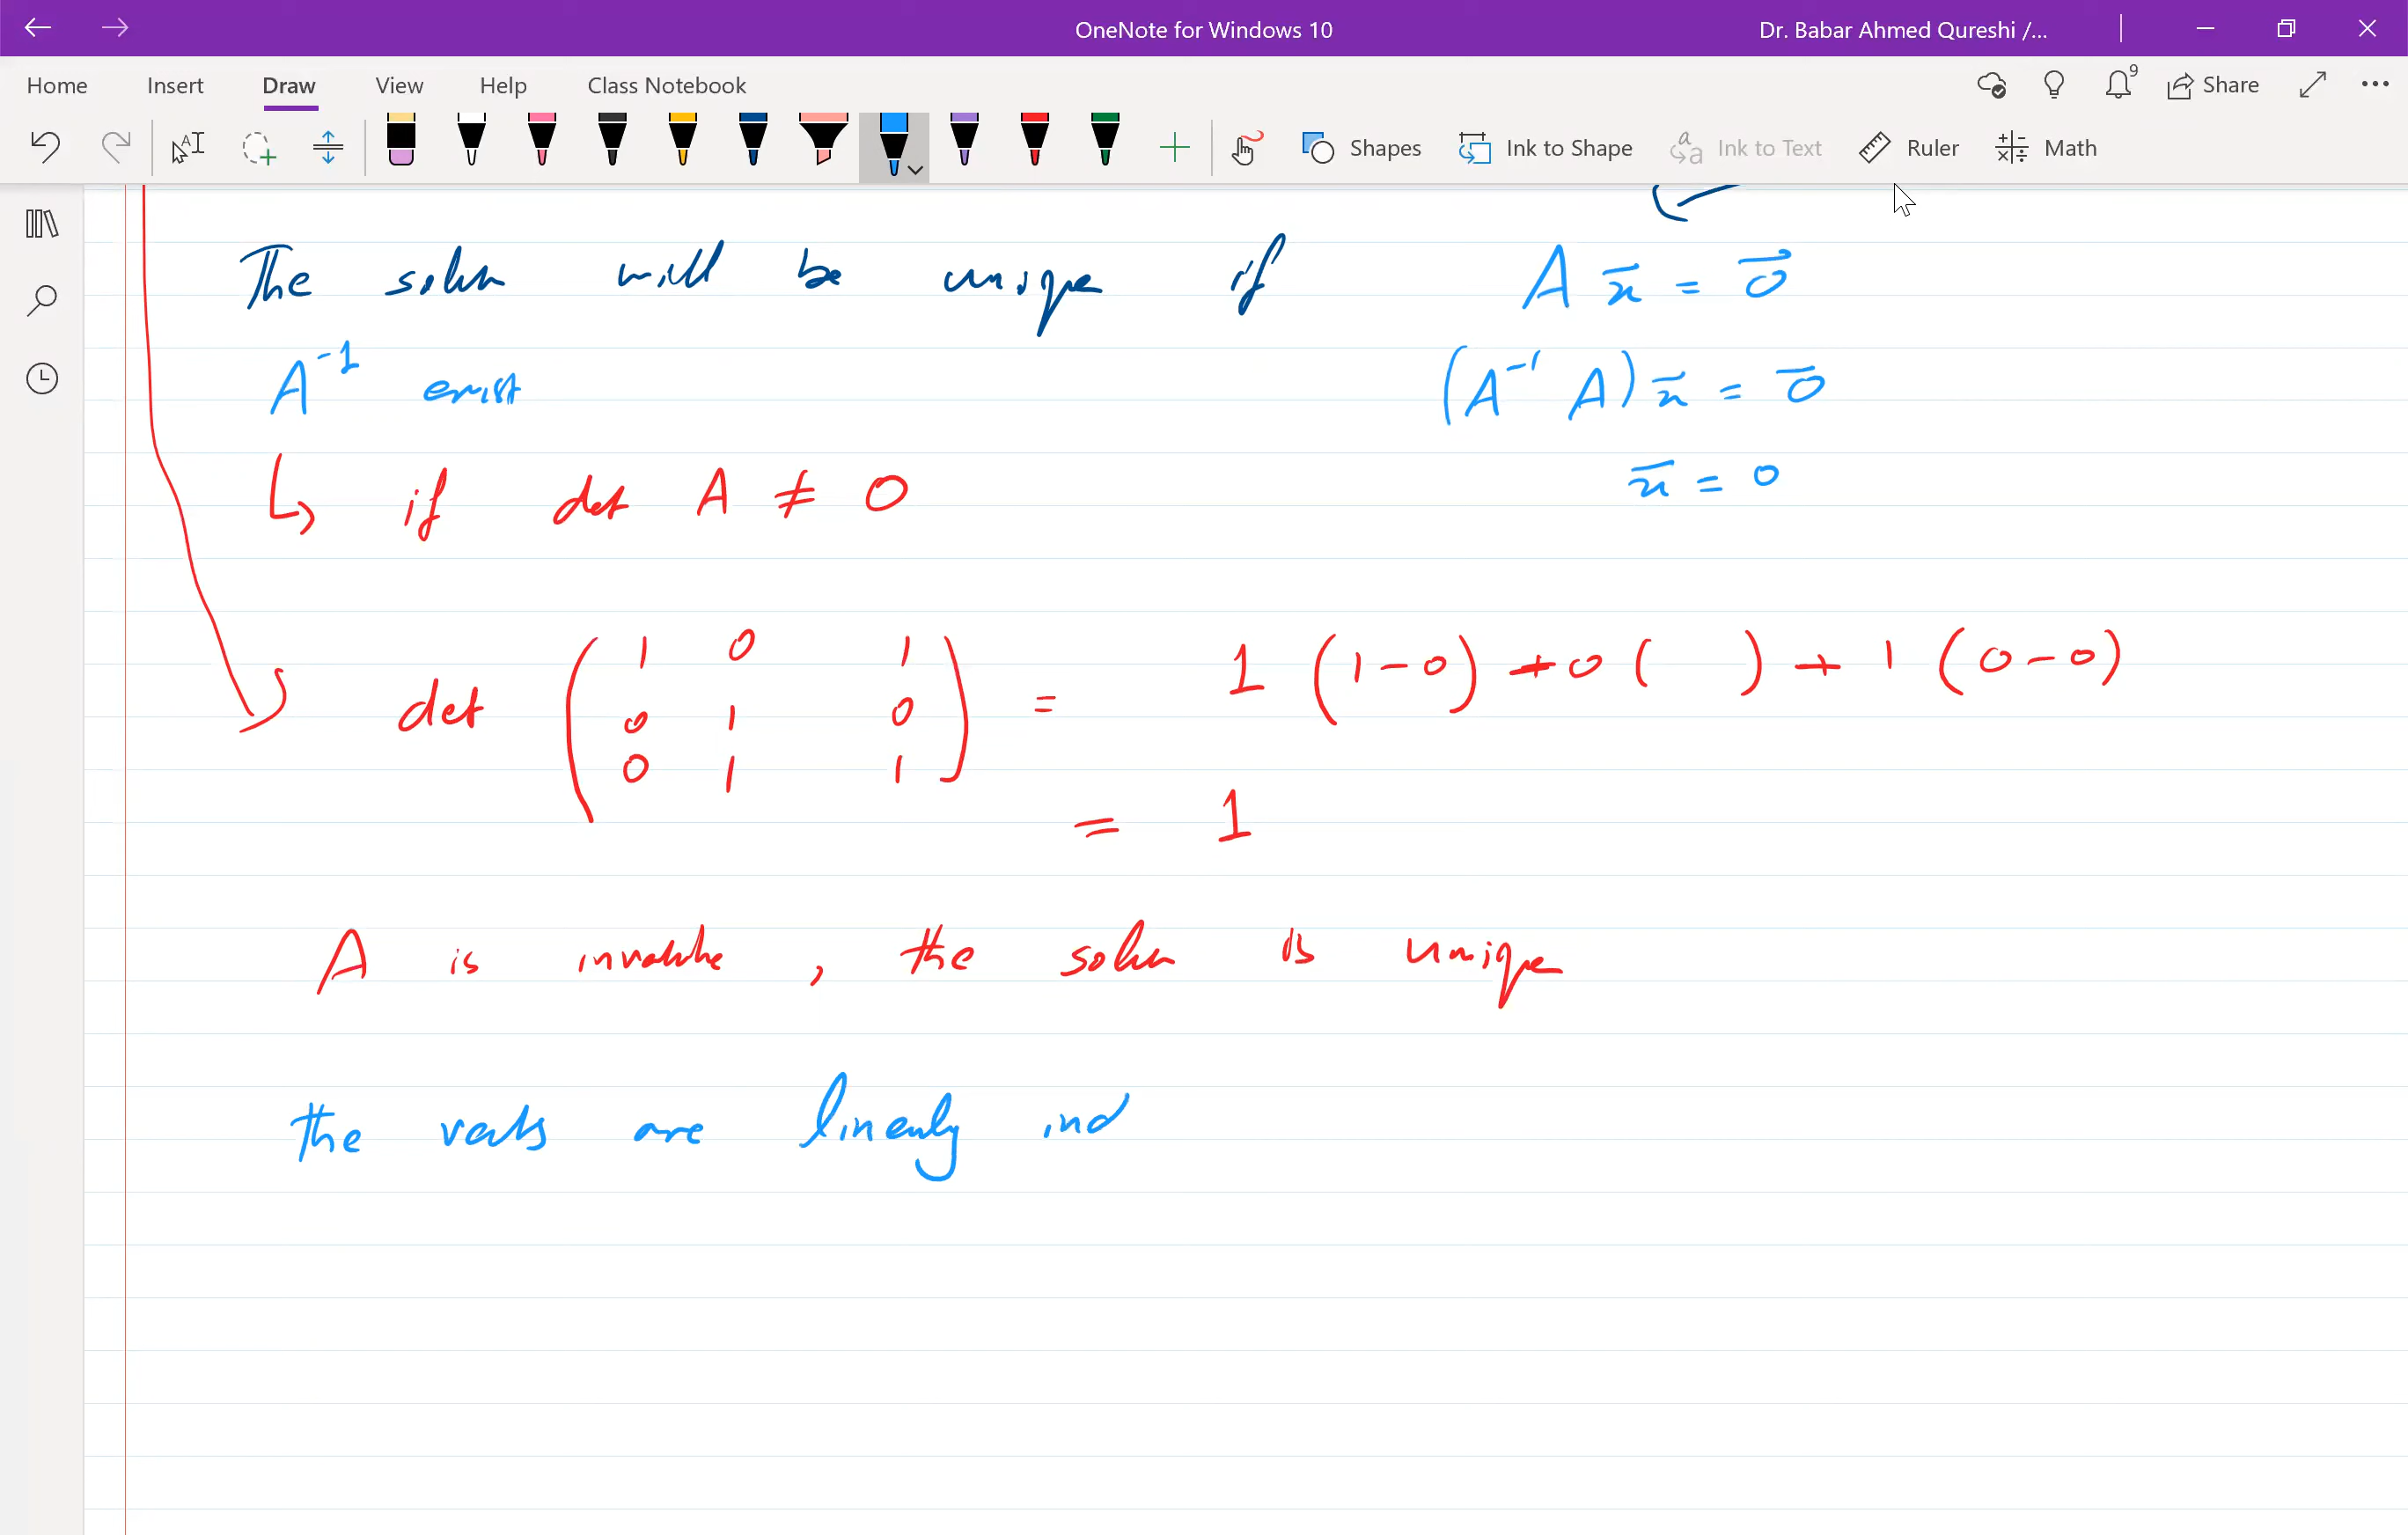 OneNote for Windows 10
Dr. Babar Ahmed Qureshi /...
Home Insert Draw View Help Class Notebook
9 Share
Shapes Ink to Shape Ink to Text Ruler Math
The soln will be unique if
A x̄ = 0⃗
A⁻¹ exist
(A⁻¹ A) x̄ = 0̄
x̄ = 0
↳ if det A ≠ 0
det ( 1 0 1 = 1 (1-0) + 0 ( ) + 1 (0-0)
0 1 0
0 1 1 )
= 1
A is , the soln is unique
the are linearly ind